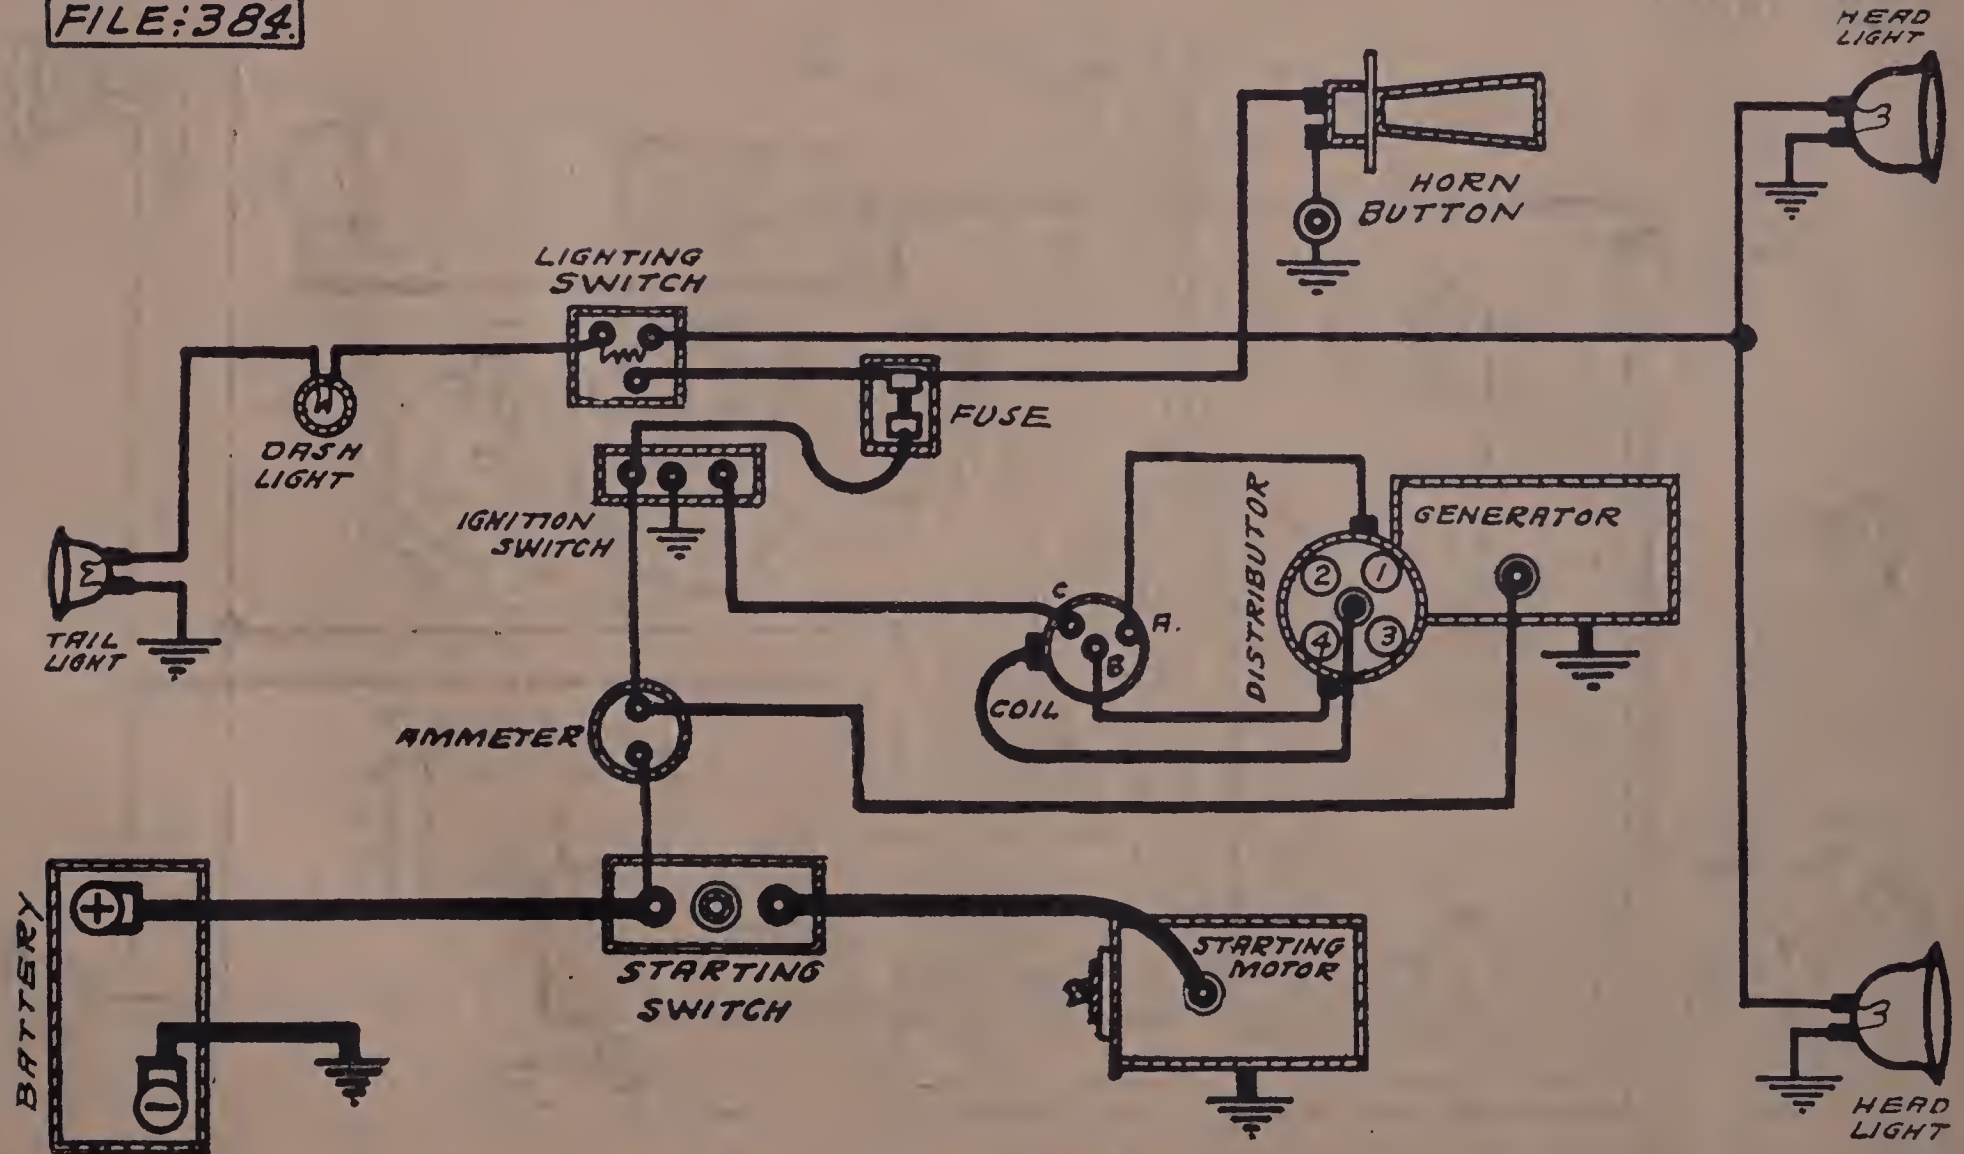 FILE:384.
HEAD
LIGHT
HORN
BUTTON
LIGHTING
SWITCH
FUSE
DASH
LIGHT
IGNITION
SWITCH
DISTRIBUTOR
GENERATOR
2
1
4
3
C
A.
B
COIL
TAIL
LIGHT
AMMETER
BATTERY
+
−
STARTING
SWITCH
STARTING
MOTOR
HEAD
LIGHT